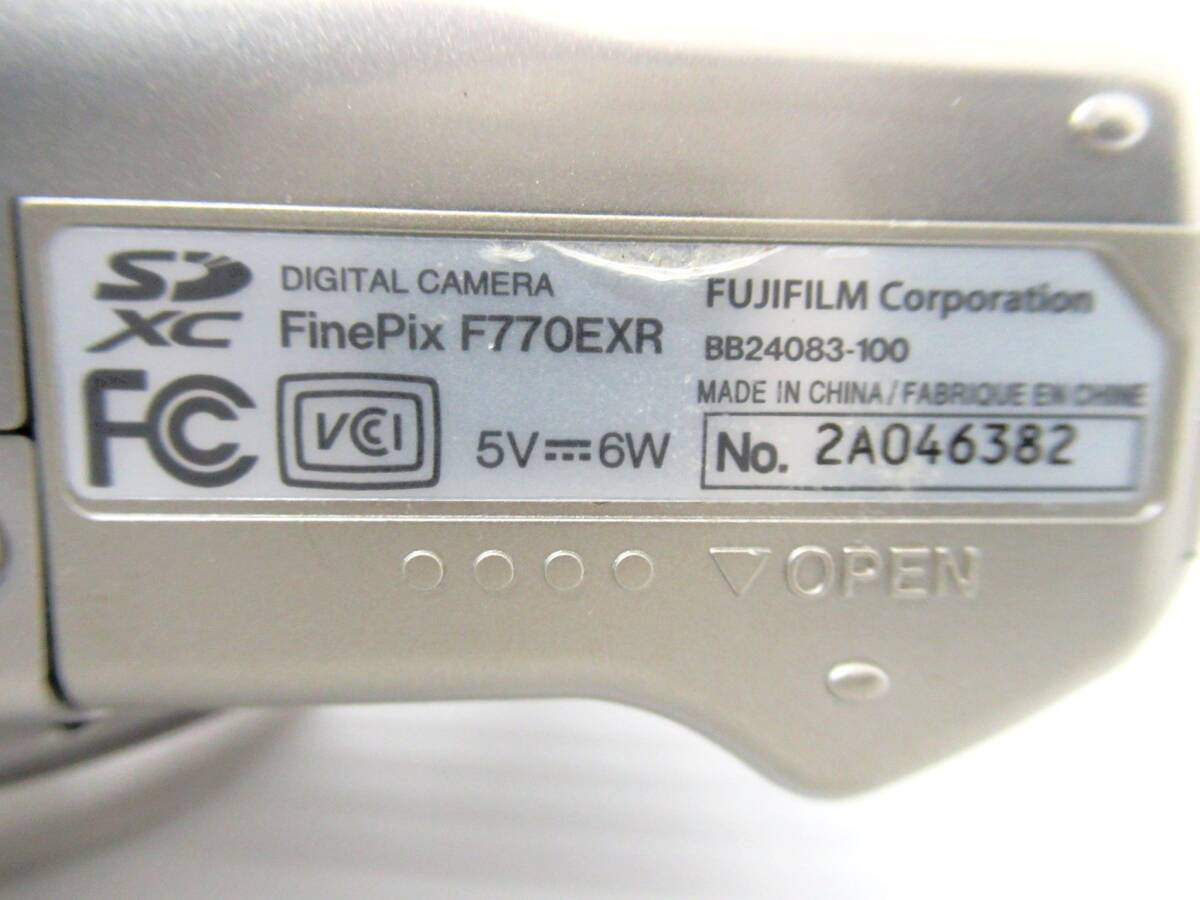 SD
XC
DIGITAL CAMERA
FinePix F770EXR
FC
VCCI
5V⎓6W
FUJIFILM Corporation
BB24083-100
MADE IN CHINA/FABRIQUE EN CHINE
No. 2A046382
▽OPEN